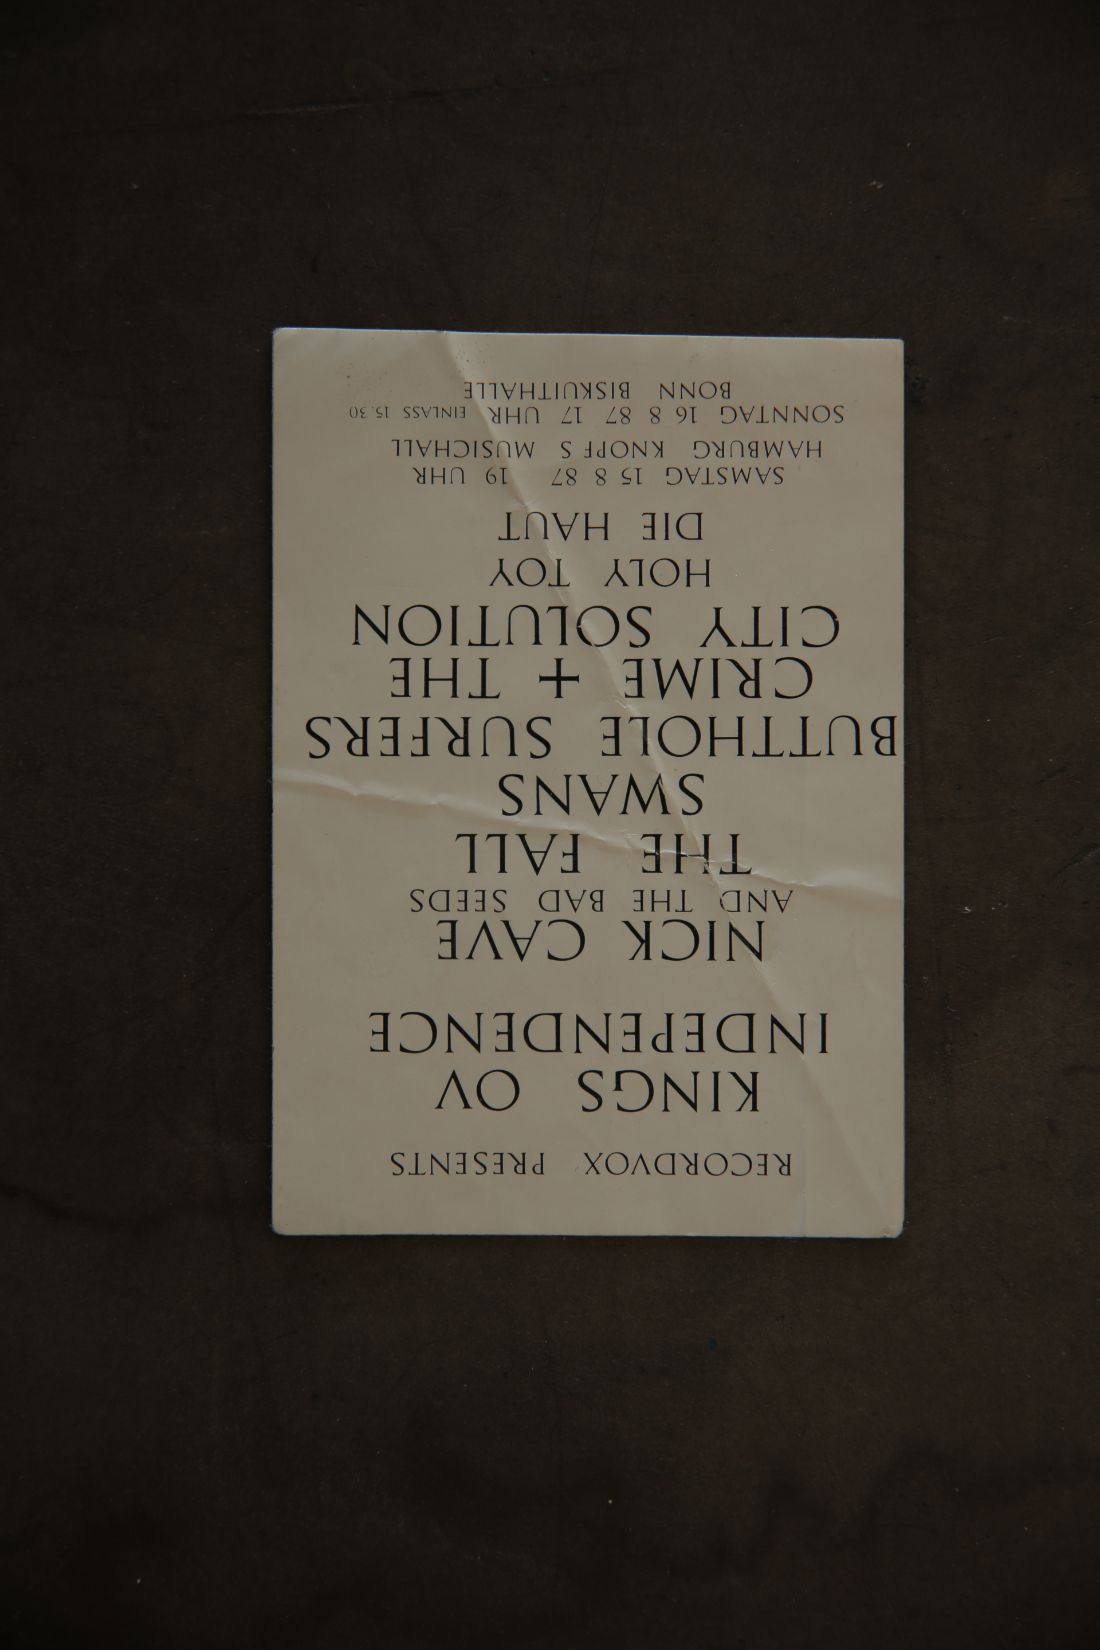 RECORDVOX PRESENTS
KINGS OV
INDEPENDENCE
NICK CAVE
AND THE BAD SEEDS
THE FALL
SWANS
BUTTHOLE SURFERS
CRIME + THE
CITY SOLUTION
HOLY TOY
DIE HAUT
SAMSTAG 15 8 87 19 UHR
HAMBURG KNOPF S MUSICHALL
SONNTAG 16 8 87 17 UHR EINLASS 15.30
BONN BISKUITHALLE